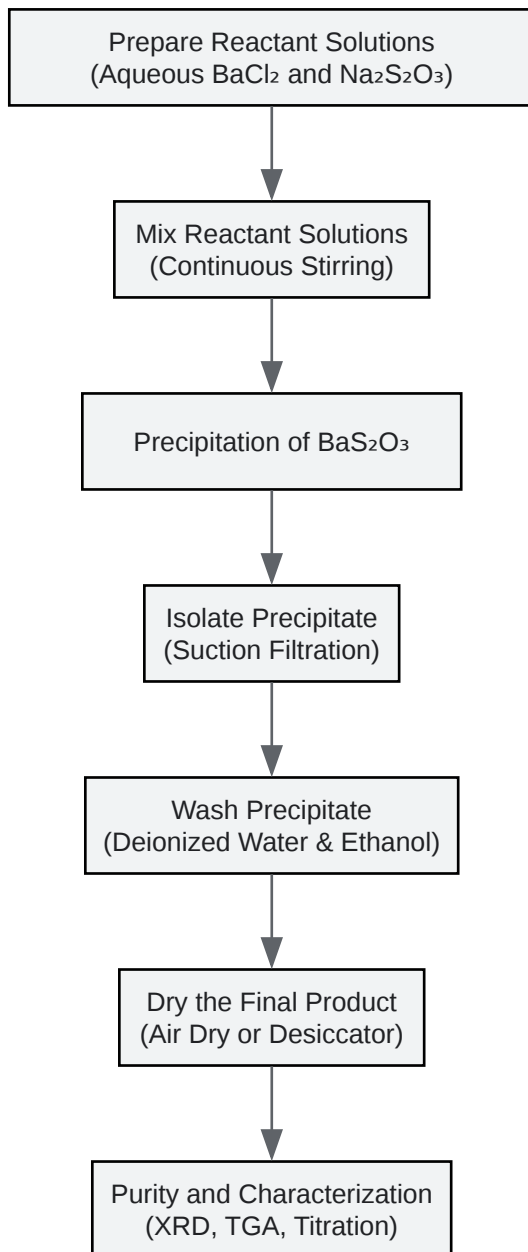 Prepare Reactant Solutions
(Aqueous BaCl₂ and Na₂S₂O₃)
Mix Reactant Solutions
(Continuous Stirring)
Precipitation of BaS₂O₃
Isolate Precipitate
(Suction Filtration)
Wash Precipitate
(Deionized Water & Ethanol)
Dry the Final Product
(Air Dry or Desiccator)
Purity and Characterization
(XRD, TGA, Titration)